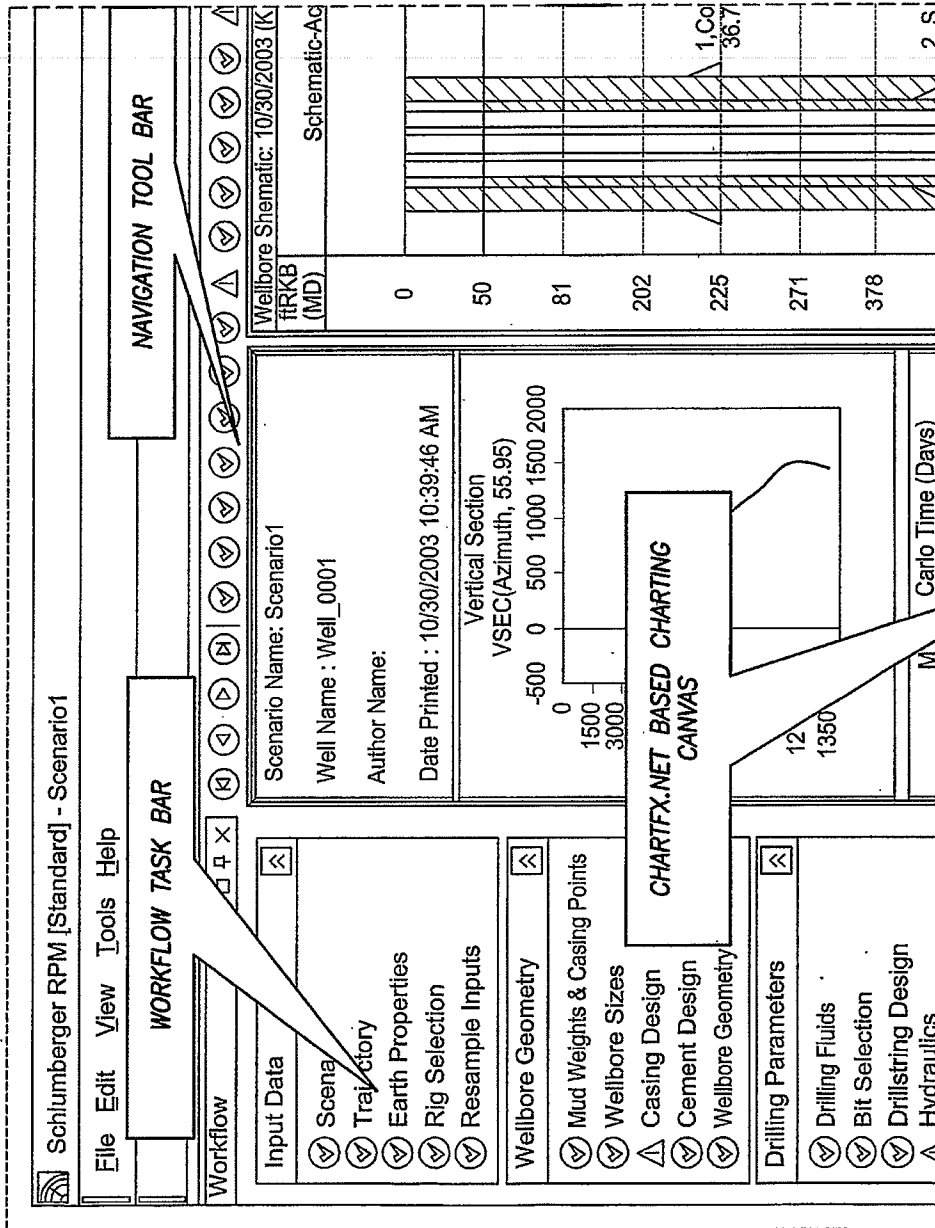 Schlumberger RPM [Standard] - Scenario1
File Edit View Tools Help
WORKFLOW TASK BAR
NAVIGATION TOOL BAR
Workflow
Input Data
Scena
Trajectory
Earth Properties
Rig Selection
Resample Inputs
Wellbore Geometry
Mud Weights & Casing Points
Wellbore Sizes
Casing Design
Cement Design
Wellbore Geometry
Drilling Parameters
Drilling Fluids
Bit Selection
Drillstring Design
Hydraulics
Scenario Name: Scenario1
Well Name : Well_0001
Author Name:
Date Printed : 10/30/2003 10:39:46 AM
Vertical Section
VSEC(Azimuth, 55.95)
-500 0 500 1000 1500 2000
0
1500
3000
12
1350
CHARTFX.NET BASED CHARTING
CANVAS
M Carlo Time (Days)
Wellbore Shematic: 10/30/2003 (K
ftRKB
(MD)
Schematic-Ac
0
50
81
202
225
271
378
1,Co
36.7
2 S